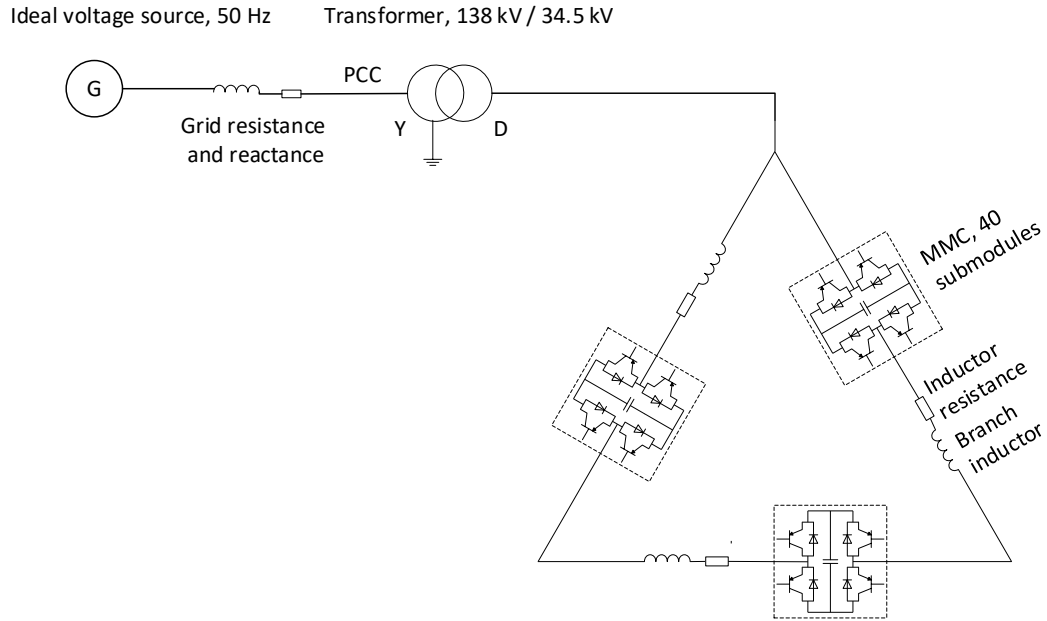 Ideal voltage source, 50 Hz
Transformer, 138 kV / 34.5 kV
G
PCC
Grid resistance
and reactance
Y
D
MMC, 40
submodules
Inductor
resistance
Branch
inductor